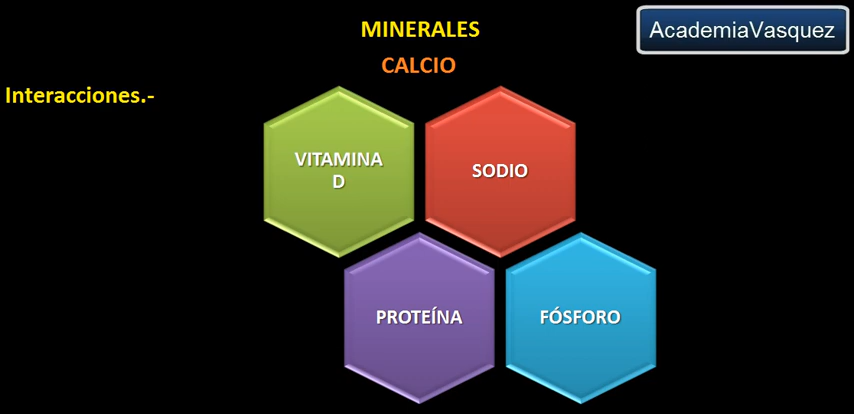 MINERALES
AcademiaVasquez
CALCIO
Interacciones.-
VITAMINA
D
SODIO
PROTEÍNA
FÓSFORO